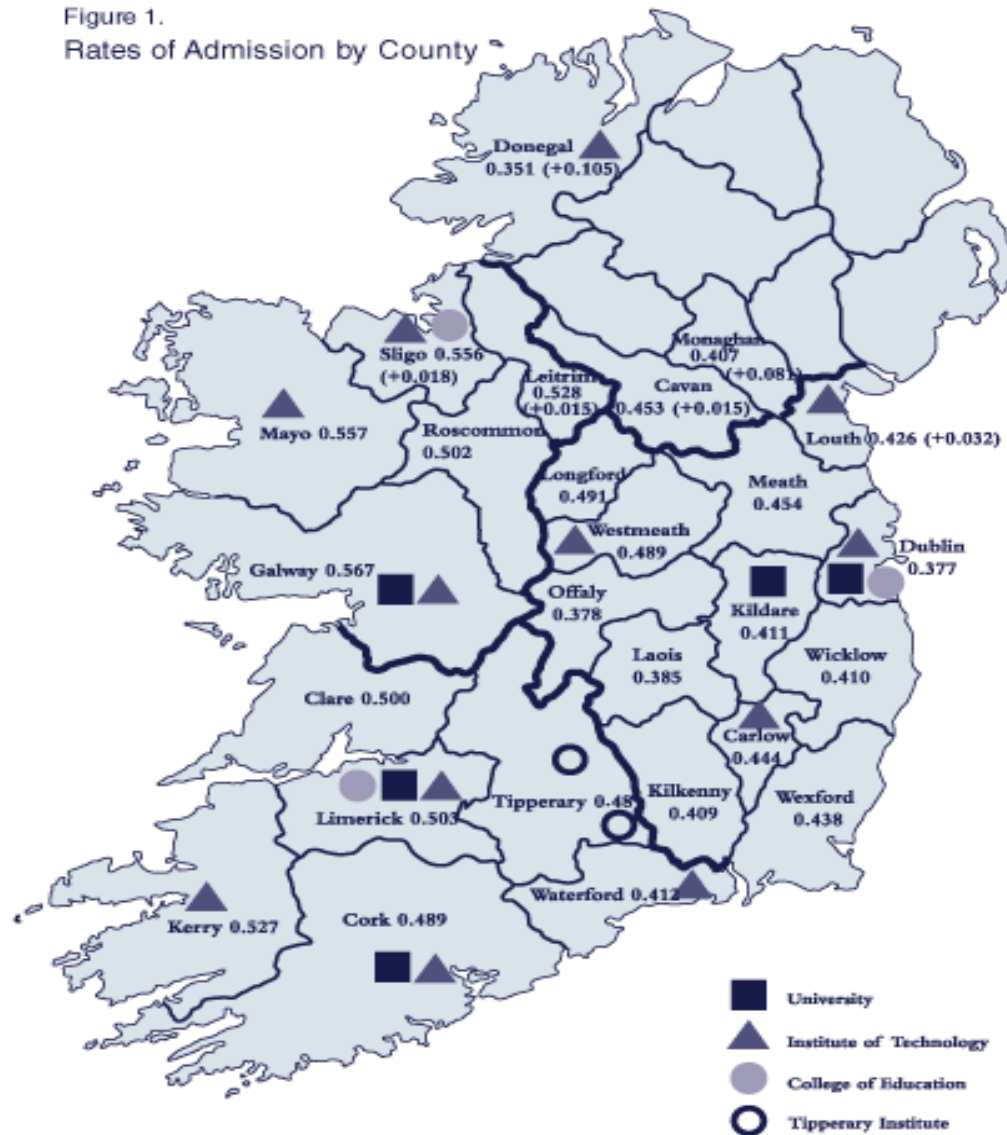 Figure 1.
Rates of Admission by County
Donegal
0.351 (+0.105)
Monaghan
0.407
(+0.081)
Sligo 0.556
(+0.018)
Leitrim
0.528
(+0.015)
Cavan
0.453 (+0.015)
Mayo 0.557
Roscommon
0.502
Louth 0.426 (+0.032)
Longford
0.491
Meath
0.454
Westmeath
0.489
Dublin
0.377
Galway 0.567
Offaly
0.378
Kildare
0.411
Laois
0.385
Wicklow
0.410
Clare 0.500
Carlow
0.444
Limerick 0.503
Tipperary 0.48
Kilkenny
0.409
Wexford
0.438
Waterford 0.412
Kerry 0.527
Cork 0.489
University
Institute of Technology
College of Education
Tipperary Institute